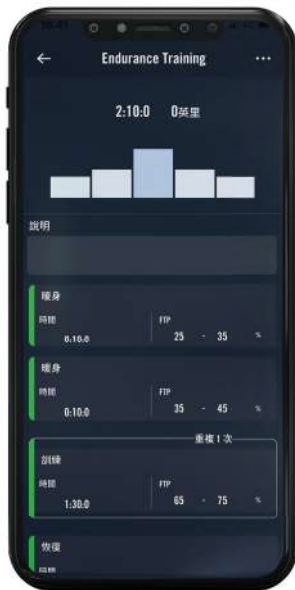 Endurance Training
2:10:0 0英里
說明
暖身
時間 FTP
0:10:0 25 - 35 %
暖身
時間 FTP
0:10:0 35 - 45 %
重複1次
訓練
時間 FTP
1:30:0 65 - 75 %
恢復